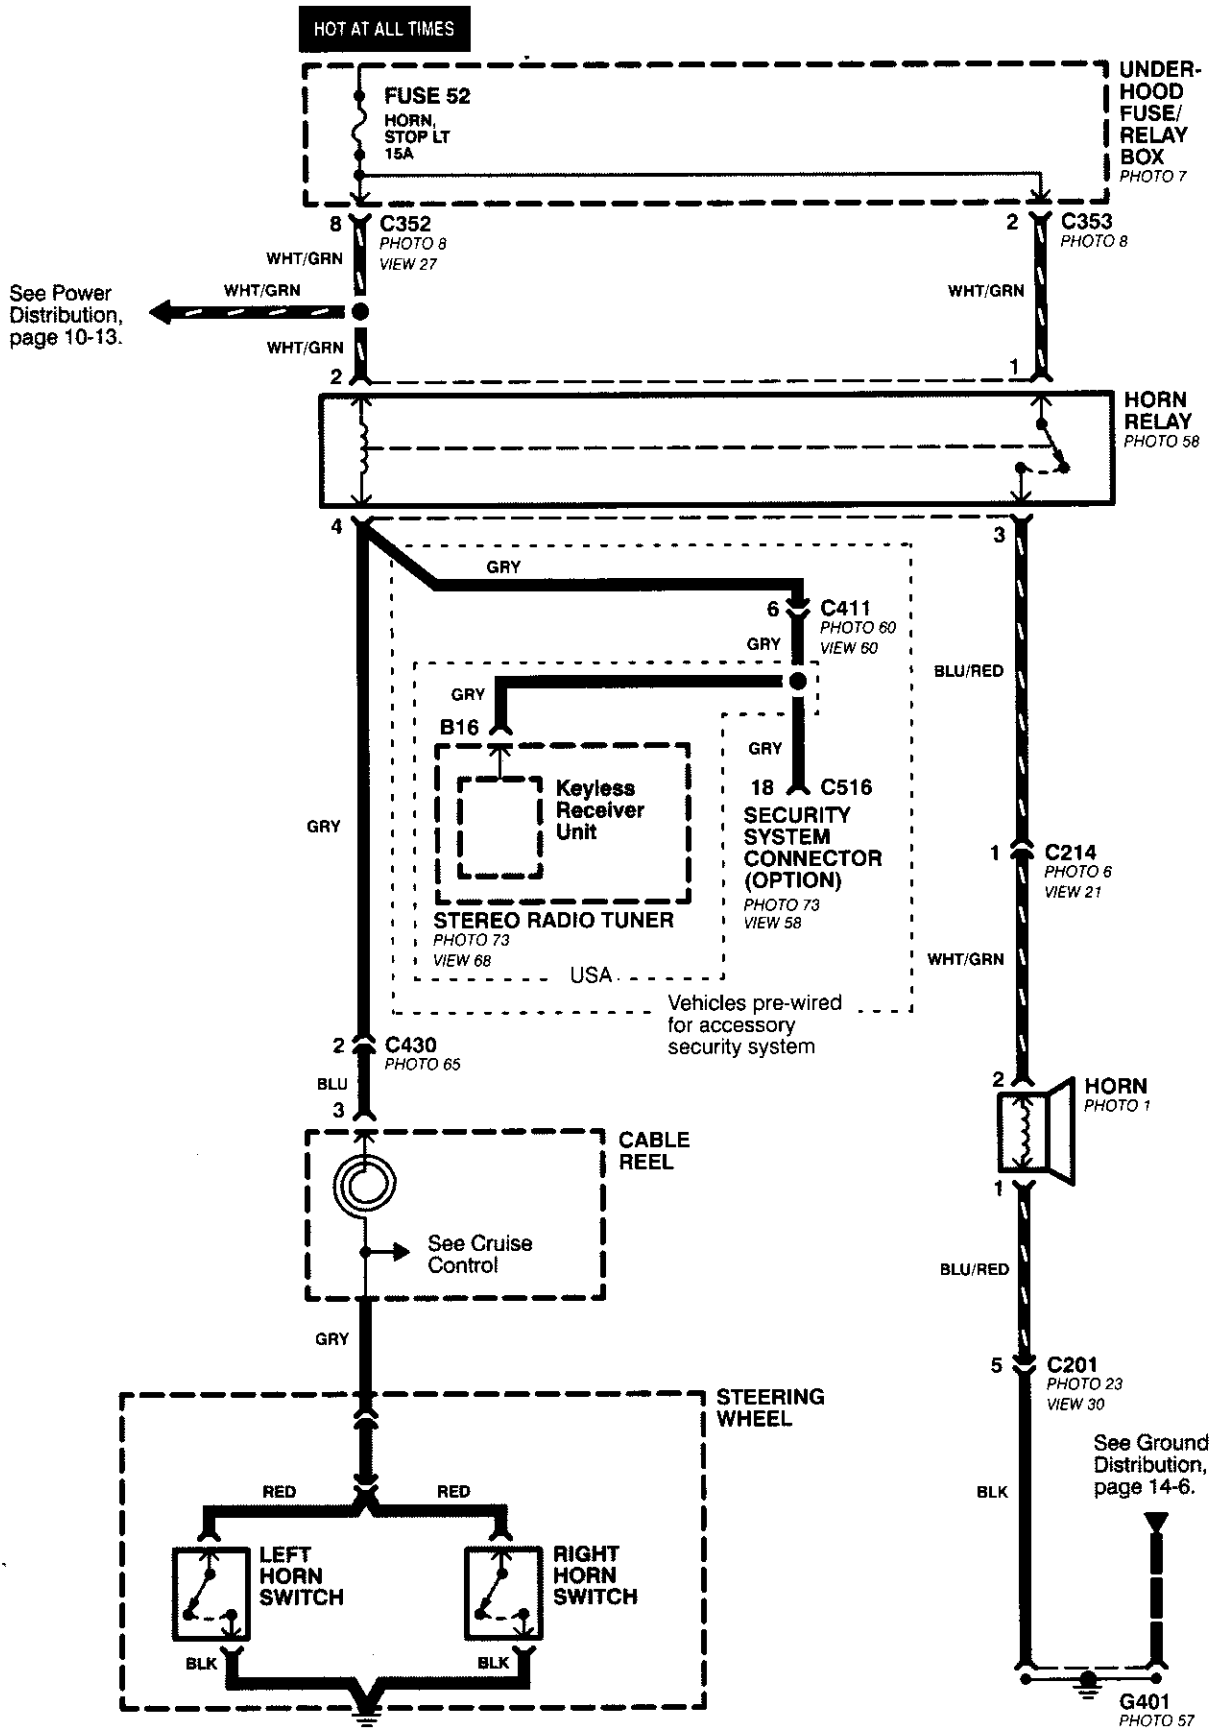 HOT AT ALL TIMES
FUSE 52
HORN,
STOP LT
15A
UNDER-
HOOD
FUSE/
RELAY
BOX
PHOTO 7
8
C352
PHOTO 8
VIEW 27
2
C353
PHOTO 8
WHT/GRN
WHT/GRN
WHT/GRN
See Power
Distribution,
page 10-13.
WHT/GRN
2
1
HORN
RELAY
PHOTO 58
4
3
GRY
6
C411
PHOTO 60
VIEW 60
GRY
BLU/RED
GRY
B16
GRY
18
C516
Keyless
Receiver
Unit
SECURITY
SYSTEM
CONNECTOR
(OPTION)
PHOTO 73
VIEW 58
GRY
1
C214
PHOTO 6
VIEW 21
STEREO RADIO TUNER
PHOTO 73
VIEW 68
USA
WHT/GRN
Vehicles pre-wired
for accessory
security system
2
C430
PHOTO 65
BLU
3
2
HORN
PHOTO 1
CABLE
REEL
1
See Cruise
Control
BLU/RED
GRY
5
C201
PHOTO 23
VIEW 30
STEERING
WHEEL
See Ground
Distribution,
page 14-6.
RED
RED
BLK
LEFT
HORN
SWITCH
RIGHT
HORN
SWITCH
BLK
BLK
G401
PHOTO 57